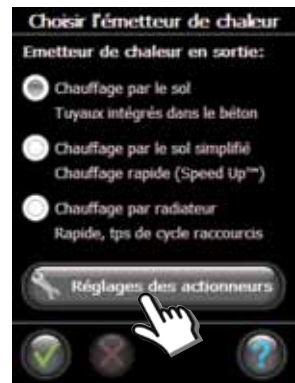 Choisir l'émetteur de chaleur
Emetteur de chaleur en sortie:
Chauffage par le sol
Tuyaux intégrés dans le béton
Chauffage par le sol simplifié
Chauffage rapide (Speed Up™)
Chauffage par radiateur
Rapide, tps de cycle raccourcis
Réglages des actionneurs
?